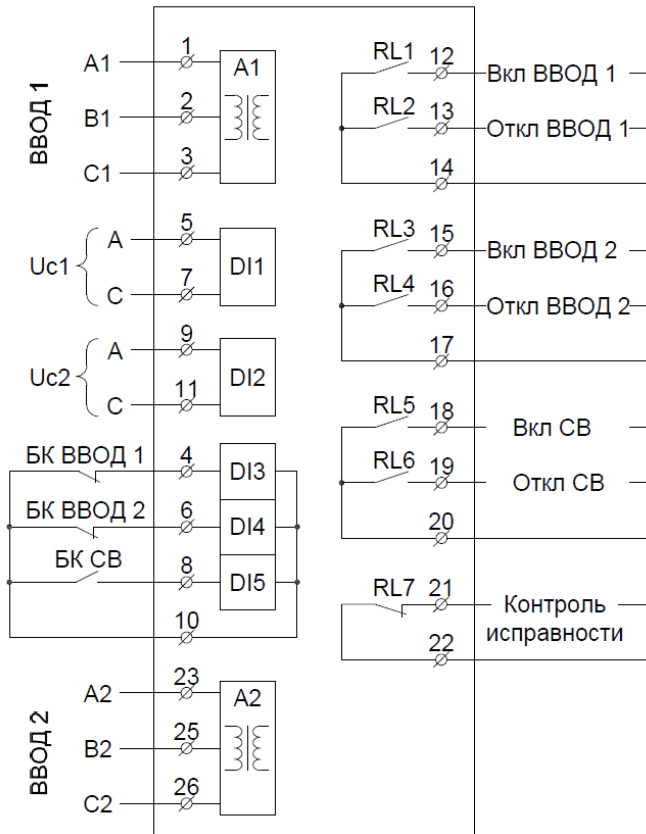 ВВОД 1
A1
1
A1
B1
2
C1
3
Uc1
A
5
DI1
C
7
Uc2
A
9
DI2
C
11
БК ВВОД 1
4
DI3
БК ВВОД 2
6
DI4
БК СВ
8
DI5
10
ВВОД 2
A2
23
A2
B2
25
C2
26
RL1
12
Вкл ВВОД 1
RL2
13
Откл ВВОД 1
14
RL3
15
Вкл ВВОД 2
RL4
16
Откл ВВОД 2
17
RL5
18
Вкл СВ
RL6
19
Откл СВ
20
RL7
21
Контроль
исправности
22